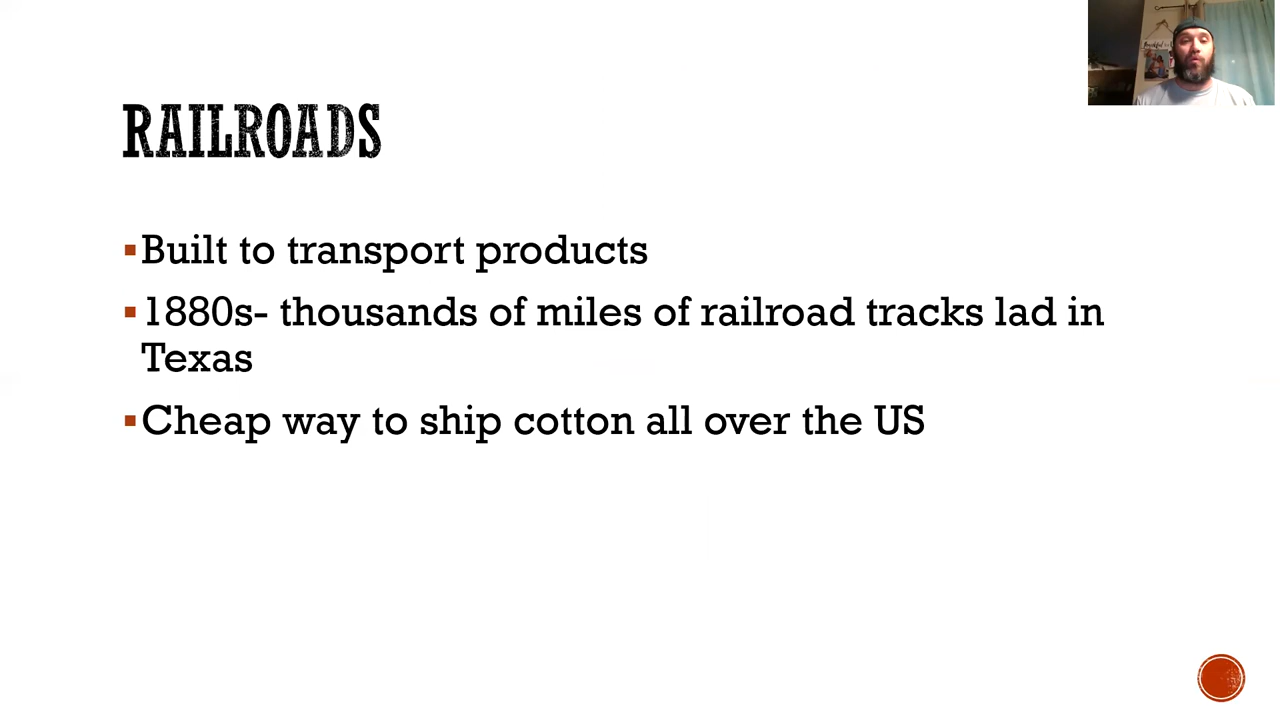 RAILROADS
▪Built to transport products
▪1880s- thousands of miles of railroad tracks lad in
Texas
▪Cheap way to ship cotton all over the US